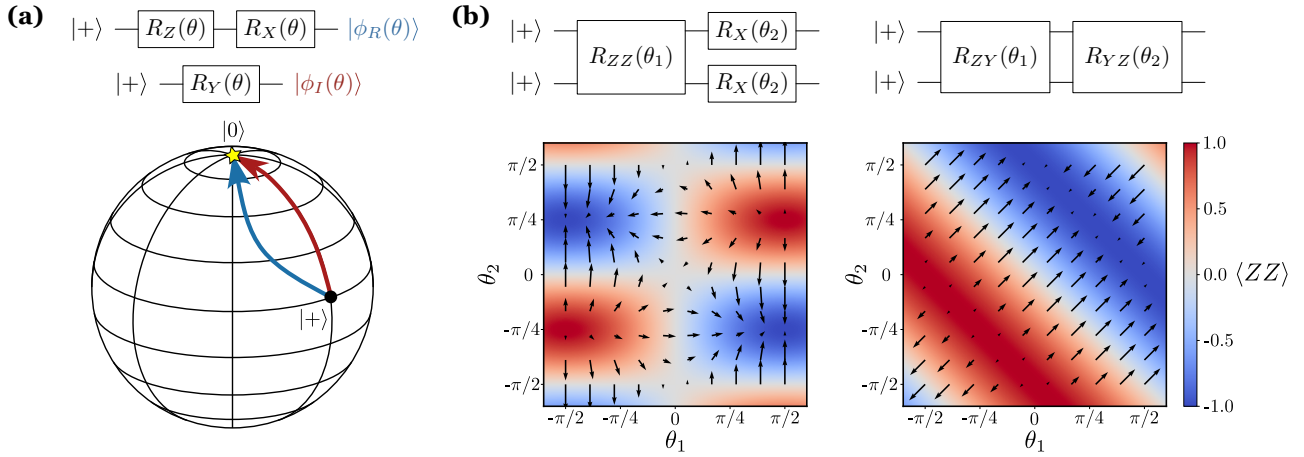 (a)
|+⟩ R_Z(θ) R_X(θ) |ϕ_R(θ)⟩
|+⟩ R_Y(θ) |ϕ_I(θ)⟩
|0⟩
|+⟩
(b)
|+⟩ R_ZZ(θ_1) R_X(θ_2)
|+⟩ R_X(θ_2)
|+⟩ R_ZY(θ_1) R_YZ(θ_2)
|+⟩
π/2
π/4
0
-π/4
-π/2
θ_2
-π/2 -π/4 0 π/4 π/2
θ_1
π/2
π/4
0
-π/4
-π/2
θ_2
-π/2 -π/4 0 π/4 π/2
θ_1
1.0
0.5
0.0
-0.5
-1.0
⟨ZZ⟩